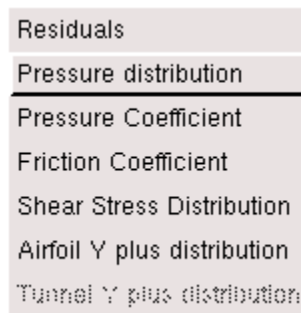 Residuals
Pressure distribution
Pressure Coefficient
Friction Coefficient
Shear Stress Distribution
Airfoil Y plus distribution
Tunnel Y plus distribution